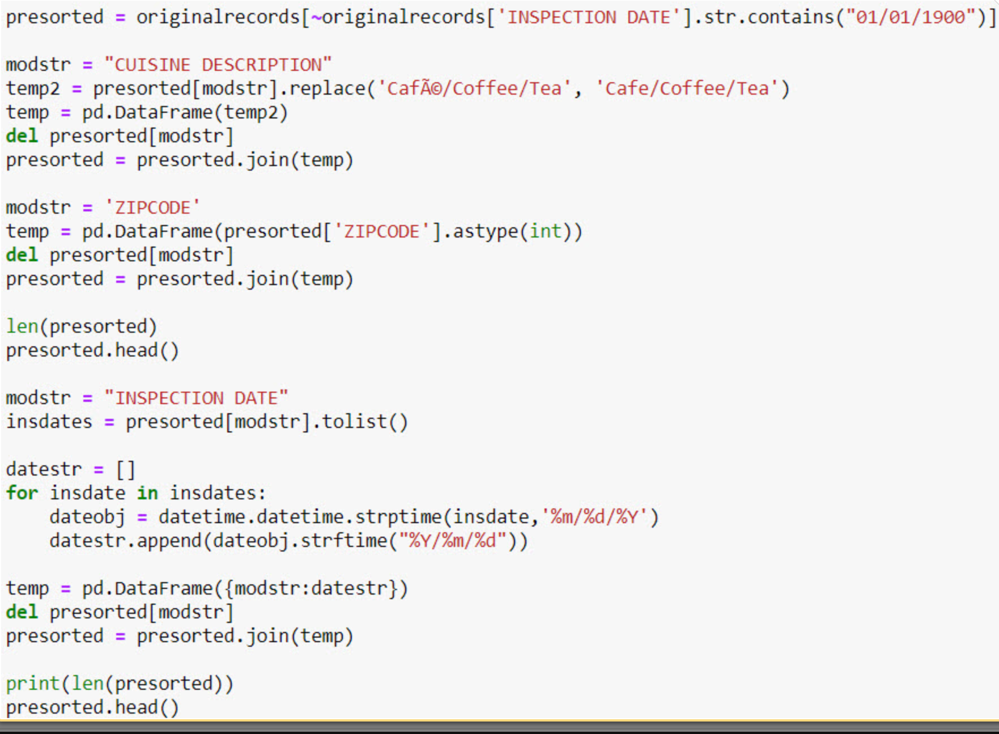 presorted = originalrecords[~originalrecords['INSPECTION DATE'].str.contains("01/01/1900")]
modstr = "CUISINE DESCRIPTION"
temp2 = presorted[modstr].replace('CafÃ©/Coffee/Tea', 'Cafe/Coffee/Tea')
temp = pd.DataFrame(temp2)
del presorted[modstr]
presorted = presorted.join(temp)
modstr = 'ZIPCODE'
temp = pd.DataFrame(presorted['ZIPCODE'].astype(int))
del presorted[modstr]
presorted = presorted.join(temp)
len(presorted)
presorted.head()
modstr = "INSPECTION DATE"
insdates = presorted[modstr].tolist()
datestr = []
for insdate in insdates:
    dateobj = datetime.datetime.strptime(insdate,'%m/%d/%Y')
    datestr.append(dateobj.strftime("%Y/%m/%d"))
temp = pd.DataFrame({modstr:datestr})
del presorted[modstr]
presorted = presorted.join(temp)
print(len(presorted))
presorted.head()